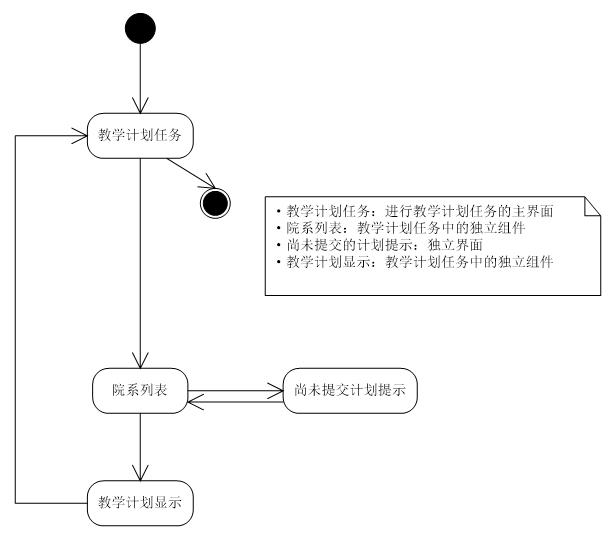 教学计划任务
• 教学计划任务：进行教学计划任务的主界面
• 院系列表：教学计划任务中的独立组件
• 尚未提交的计划提示：独立界面
• 教学计划显示：教学计划任务中的独立组件
院系列表
尚未提交计划提示
教学计划显示